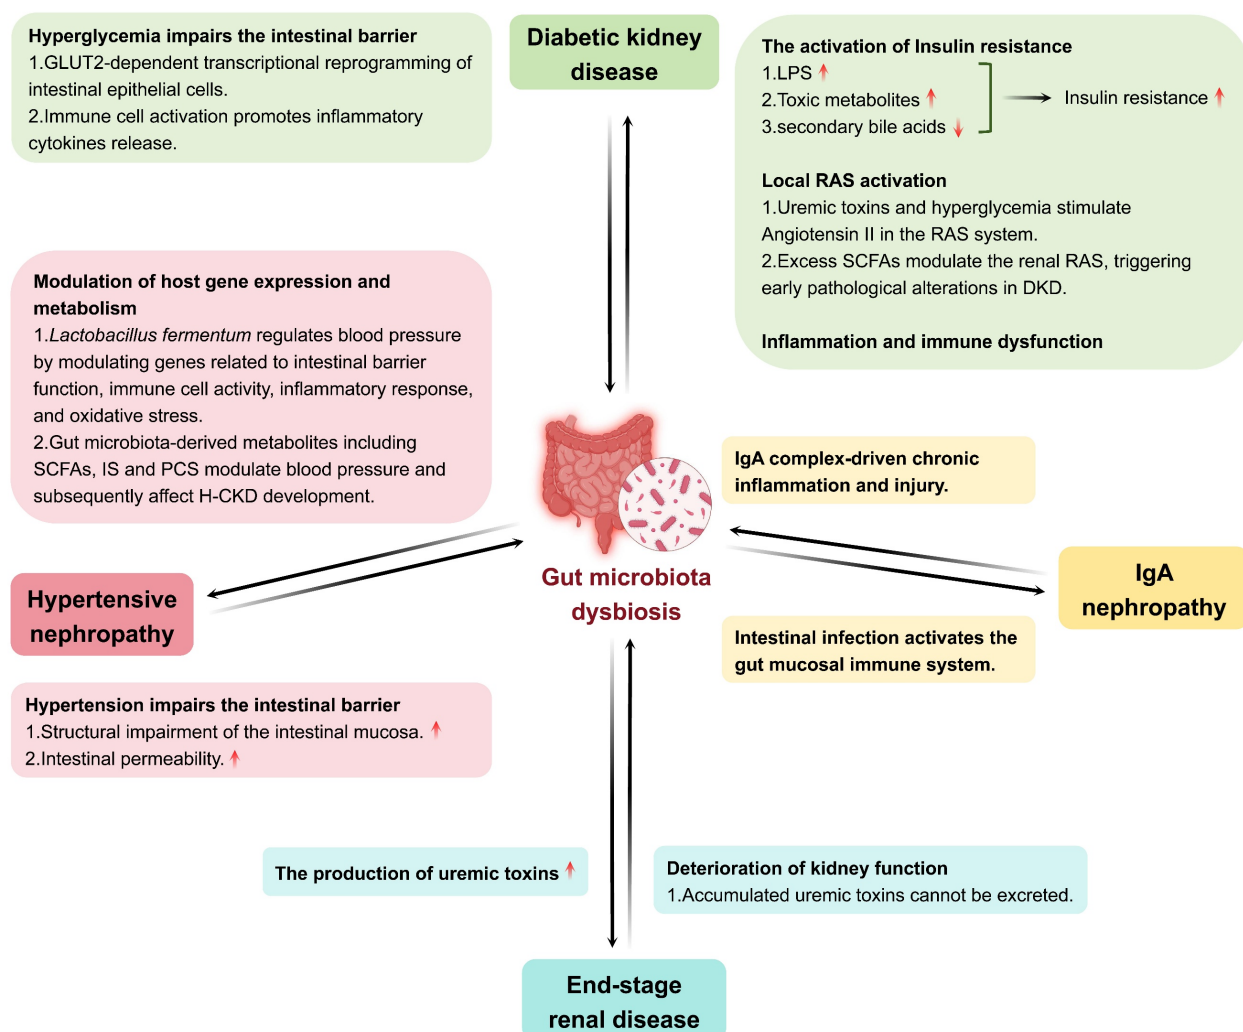 Hyperglycemia impairs the intestinal barrier
1.GLUT2-dependent transcriptional reprogramming of
intestinal epithelial cells.
2.Immune cell activation promotes inflammatory
cytokines release.
Diabetic kidney
disease
The activation of Insulin resistance
1.LPS
2.Toxic metabolites
3.secondary bile acids
Insulin resistance
Local RAS activation
1.Uremic toxins and hyperglycemia stimulate
Angiotensin II in the RAS system.
2.Excess SCFAs modulate the renal RAS, triggering
early pathological alterations in DKD.
Inflammation and immune dysfunction
Modulation of host gene expression and
metabolism
1.Lactobacillus fermentum regulates blood pressure
by modulating genes related to intestinal barrier
function, immune cell activity, inflammatory response,
and oxidative stress.
2.Gut microbiota-derived metabolites including
SCFAs, IS and PCS modulate blood pressure and
subsequently affect H-CKD development.
IgA complex-driven chronic
inflammation and injury.
Hypertensive
nephropathy
Gut microbiota
dysbiosis
IgA
nephropathy
Intestinal infection activates the
gut mucosal immune system.
Hypertension impairs the intestinal barrier
1.Structural impairment of the intestinal mucosa.
2.Intestinal permeability.
The production of uremic toxins
Deterioration of kidney function
1.Accumulated uremic toxins cannot be excreted.
End-stage
renal disease